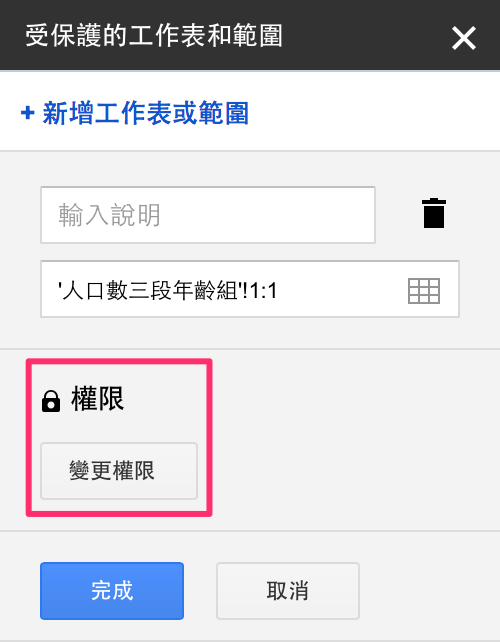 受保護的工作表和範圍
+ 新增工作表或範圍
輸入說明
'人口數三段年齡組'!1:1
權限
變更權限
完成
取消